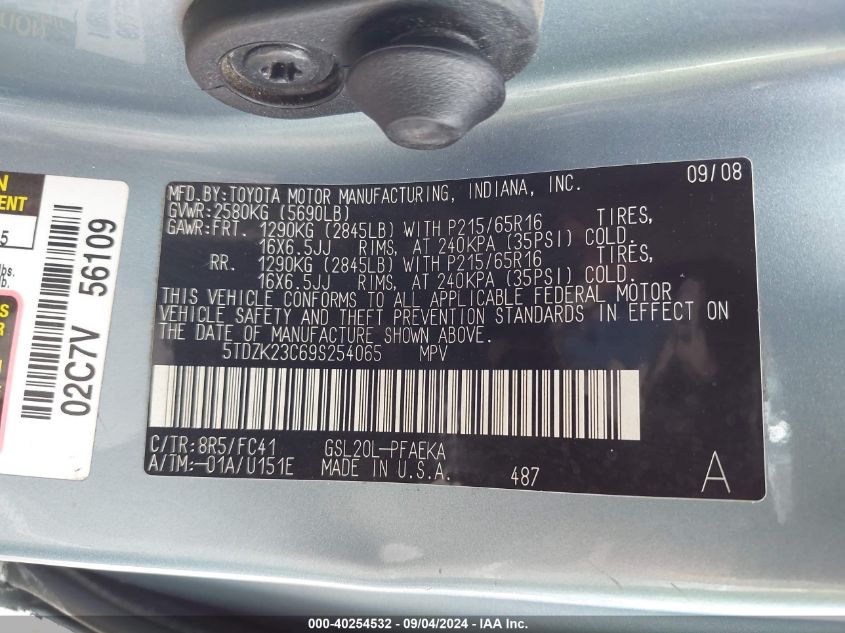 MFD.BY:TOYOTA MOTOR MANUFACTURING, INDIANA, INC. 09/08
GVWR:2580KG (5690LB)
GAWR:FRT. 1290KG (2845LB) WITH P215/65R16 TIRES,
16X6.5JJ RIMS, AT 240KPA (35PSI) COLD.
RR. 1290KG (2845LB) WITH P215/65R16 TIRES,
16X6.5JJ RIMS, AT 240KPA (35PSI) COLD.
THIS VEHICLE CONFORMS TO ALL APPLICABLE FEDERAL MOTOR
VEHICLE SAFETY AND THEFT PREVENTION STANDARDS IN EFFECT ON
THE DATE OF MANUFACTURE SHOWN ABOVE.
5TDZK23C69S254065 MPV
C/TR:8R5/FC41 GSL20L-PFAEKA
A/TM:-01A/U151E MADE IN U.S.A. 487 A
02C7V 56109
N
ENT
5
lbs.
lb.
S
R
000-40254532 - 09/04/2024 - IAA Inc.